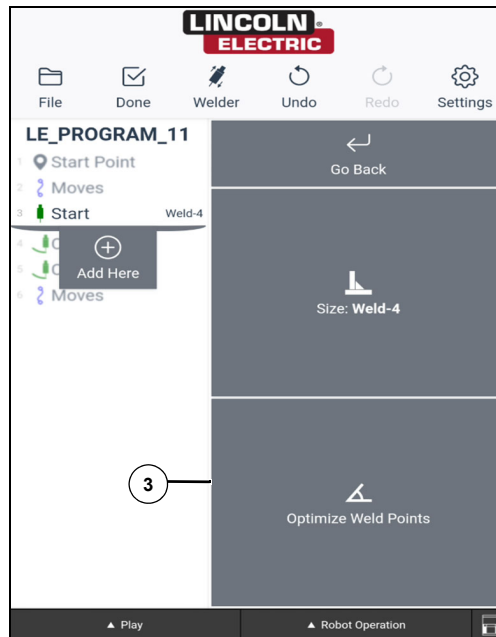 LINCOLN
ELECTRIC
File
Done
Welder
Undo
Redo
Settings
LE_PROGRAM_11
1 Start Point
2 Moves
3 Start Weld-4
4 C
5 C
6 Moves
Add Here
Go Back
Size: Weld-4
3
Optimize Weld Points
▲ Play
▲ Robot Operation